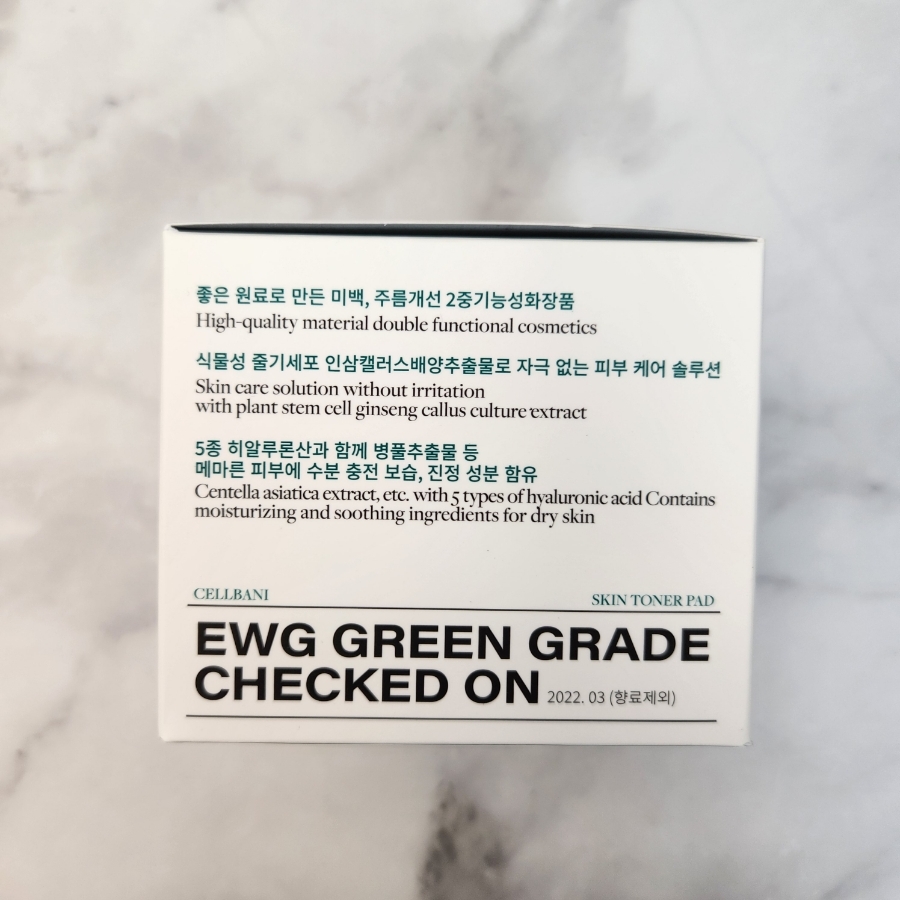 좋은 원료로 만든 미백, 주름개선 2중기능성화장품
High-quality material double functional cosmetics
식물성 줄기세포 인삼캘러스배양추출물로 자극 없는 피부 케어 솔루션
Skin care solution without irritation
with plant stem cell ginseng callus culture extract
5종 히알루론산과 함께 병풀추출물 등
메마른 피부에 수분 충전 보습, 진정 성분 함유
Centella asiatica extract, etc. with 5 types of hyaluronic acid Contains
moisturizing and soothing ingredients for dry skin
CELLBANI SKIN TONER PAD
EWG GREEN GRADE
CHECKED ON 2022. 03 (향료제외)